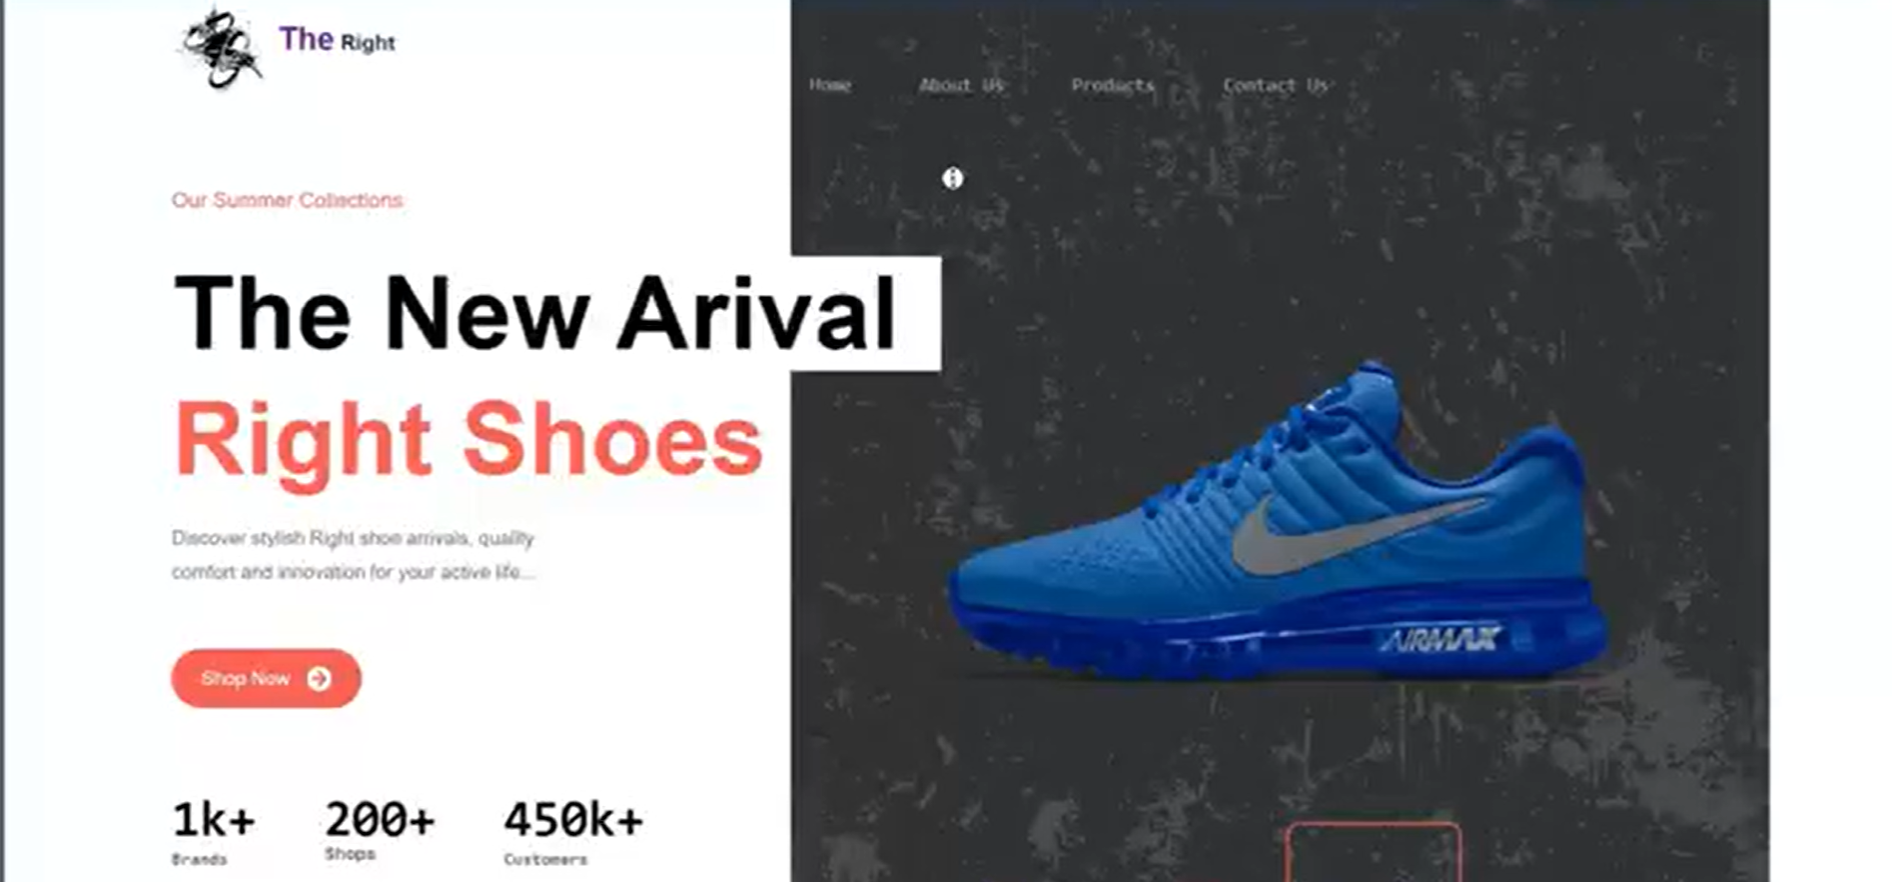 The Right
Home About Us Products Contact Us
Our Summer Collections
The New Arival
Right Shoes
Discover stylish Right shoe arrivals, quality
comfort and innovation for your active life...
Shop Now
AIRMAX
1k+ 200+ 450k+
Brands Shops Customers